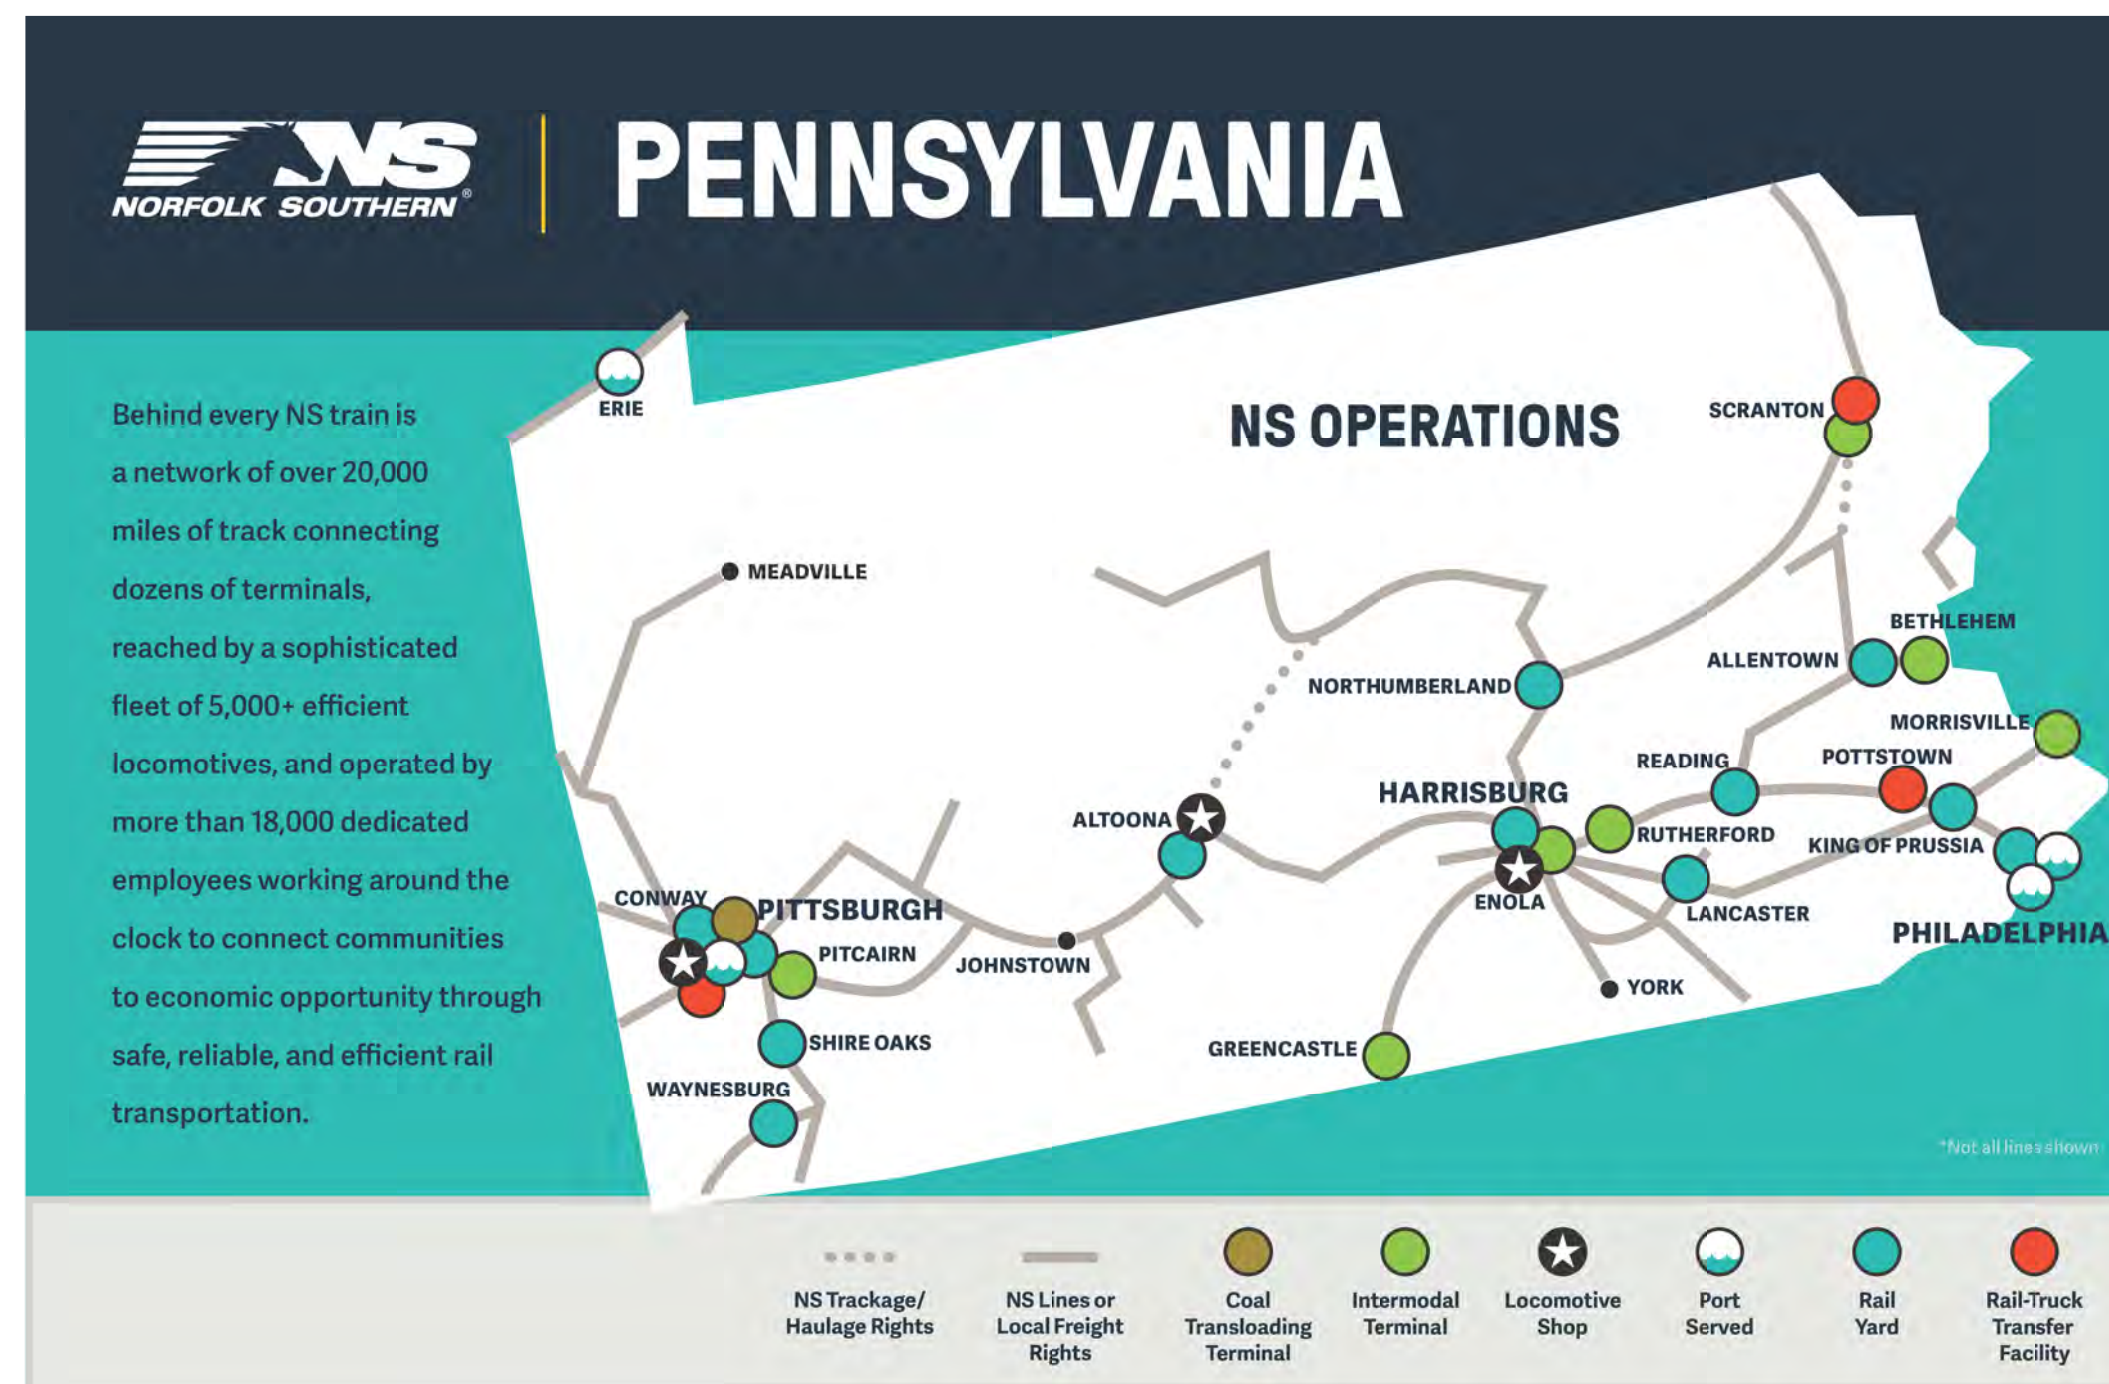 NS
NORFOLK SOUTHERN®
PENNSYLVANIA
Behind every NS train is
a network of over 20,000
miles of track connecting
dozens of terminals,
reached by a sophisticated
fleet of 5,000+ efficient
locomotives, and operated by
more than 18,000 dedicated
employees working around the
clock to connect communities
to economic opportunity through
safe, reliable, and efficient rail
transportation.
NS OPERATIONS
ERIE
SCRANTON
MEADVILLE
BETHLEHEM
ALLENTOWN
NORTHUMBERLAND
MORRISVILLE
READING
POTTSTOWN
HARRISBURG
ALTOONA
RUTHERFORD
KING OF PRUSSIA
CONWAY
PITTSBURGH
ENOLA
LANCASTER
PHILADELPHIA
PITCAIRN
JOHNSTOWN
YORK
SHIRE OAKS
GREENCASTLE
WAYNESBURG
*Not all lines shown
NS Trackage/
Haulage Rights
NS Lines or
Local Freight
Rights
Coal
Transloading
Terminal
Intermodal
Terminal
Locomotive
Shop
Port
Served
Rail
Yard
Rail-Truck
Transfer
Facility